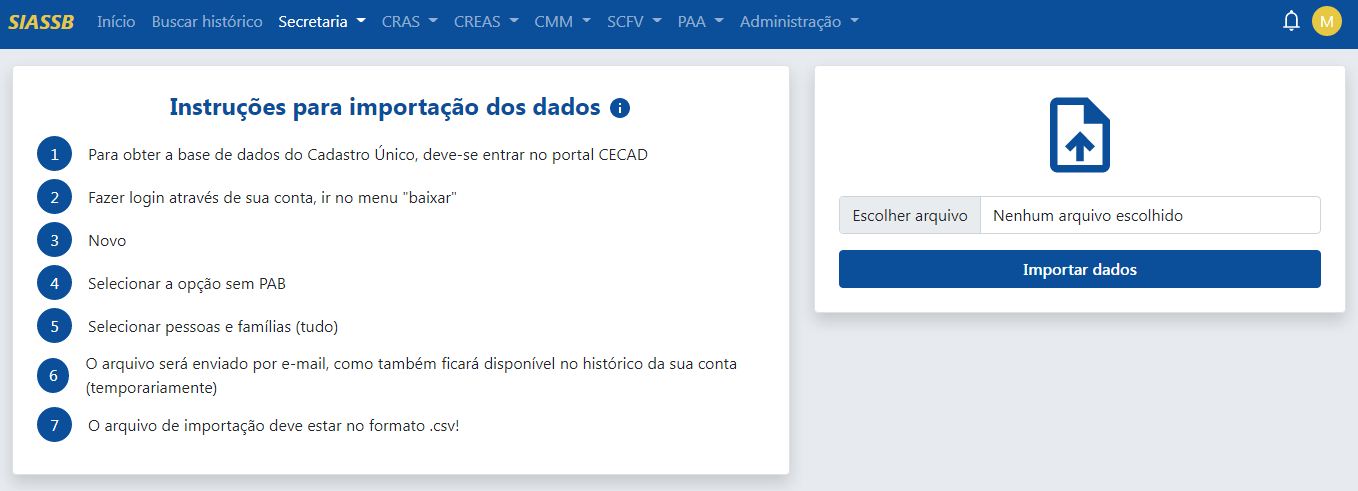 SIASSB Início Buscar histórico Secretaria CRAS CREAS CMM SCFV PAA Administração M
Instruções para importação dos dados
1 Para obter a base de dados do Cadastro Único, deve-se entrar no portal CECAD
2 Fazer login através de sua conta, ir no menu "baixar"
3 Novo
4 Selecionar a opção sem PAB
5 Selecionar pessoas e famílias (tudo)
6 O arquivo será enviado por e-mail, como também ficará disponível no histórico da sua conta
(temporariamente)
7 O arquivo de importação deve estar no formato .csv!
Escolher arquivo Nenhum arquivo escolhido
Importar dados